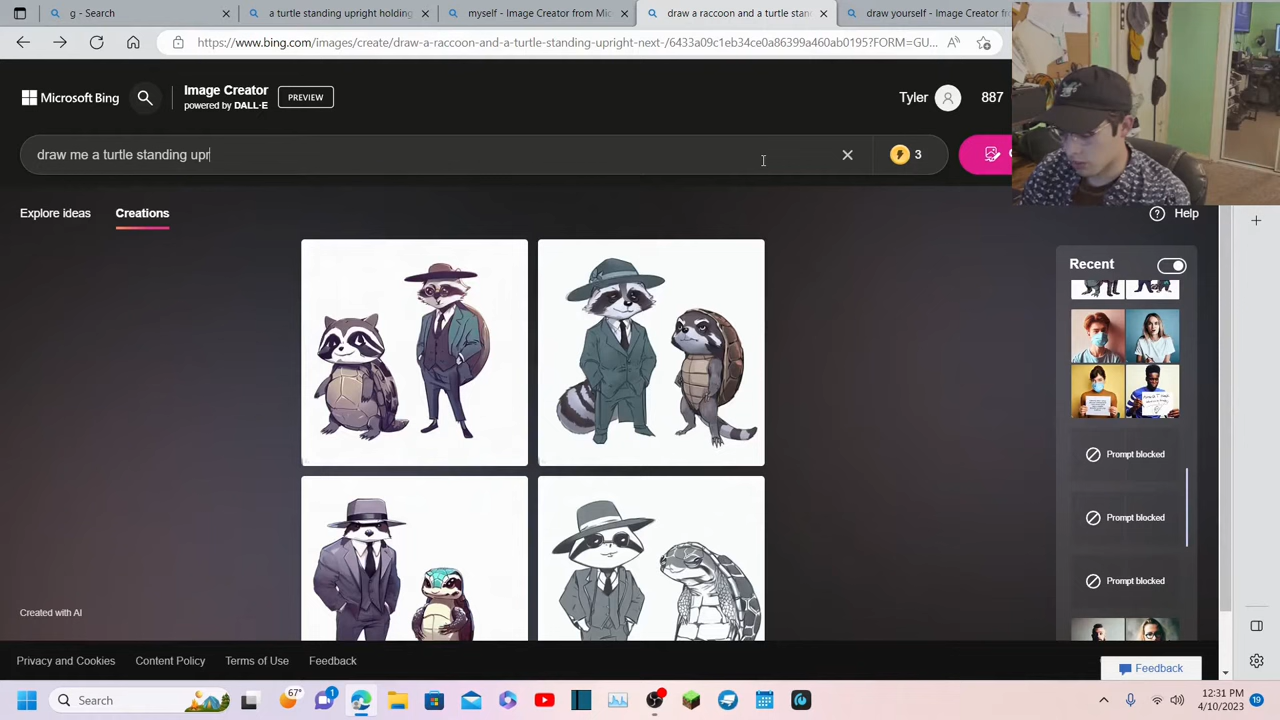 g - Search
a turtle standing upright holding
myself - Image Creator from Mic
draw a raccoon and a turtle stan
draw yourself - Image Creator fr
https://www.bing.com/images/create/draw-a-raccoon-and-a-turtle-standing-upright-next-/6433a09c1eb34ce0a86399a460ab0195?FORM=GU...
Microsoft Bing
Image Creator
powered by DALL·E
PREVIEW
Tyler
887
draw me a turtle standing upr
3
Explore ideas
Creations
Help
Recent
Prompt blocked
Prompt blocked
Prompt blocked
Created with AI
Privacy and Cookies
Content Policy
Terms of Use
Feedback
Feedback
Search
67°
1
12:31 PM
4/10/2023
19